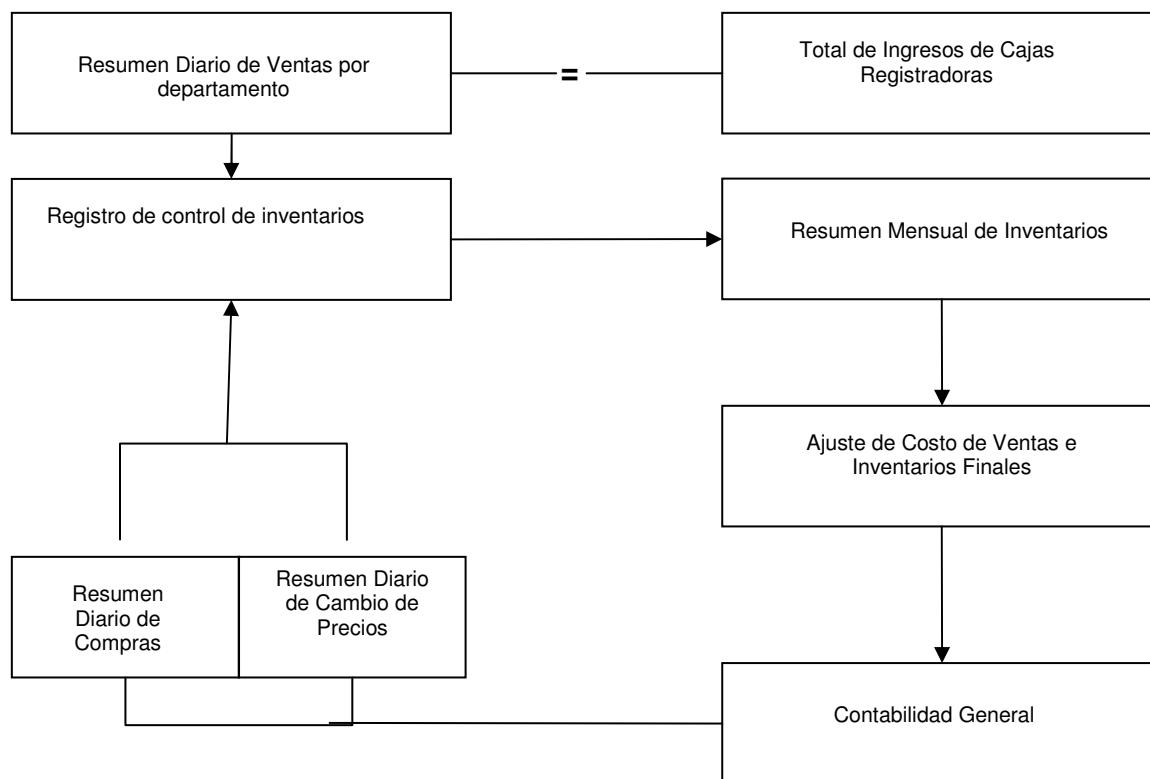 Resumen Diario de Ventas por
departamento
=
Total de Ingresos de Cajas
Registradoras
Registro de control de inventarios
Resumen Mensual de Inventarios
Ajuste de Costo de Ventas e
Inventarios Finales
Resumen
Diario de
Compras
Resumen Diario
de Cambio de
Precios
Contabilidad General